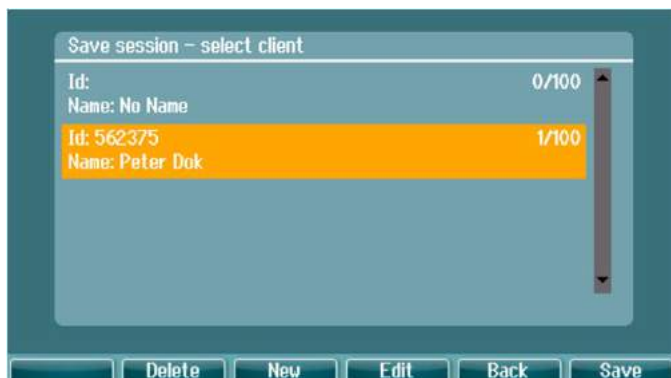 Save session – select client
Id: 0/100
Name: No Name
Id: 562375 1/100
Name: Peter Dok
Delete New Edit Back Save